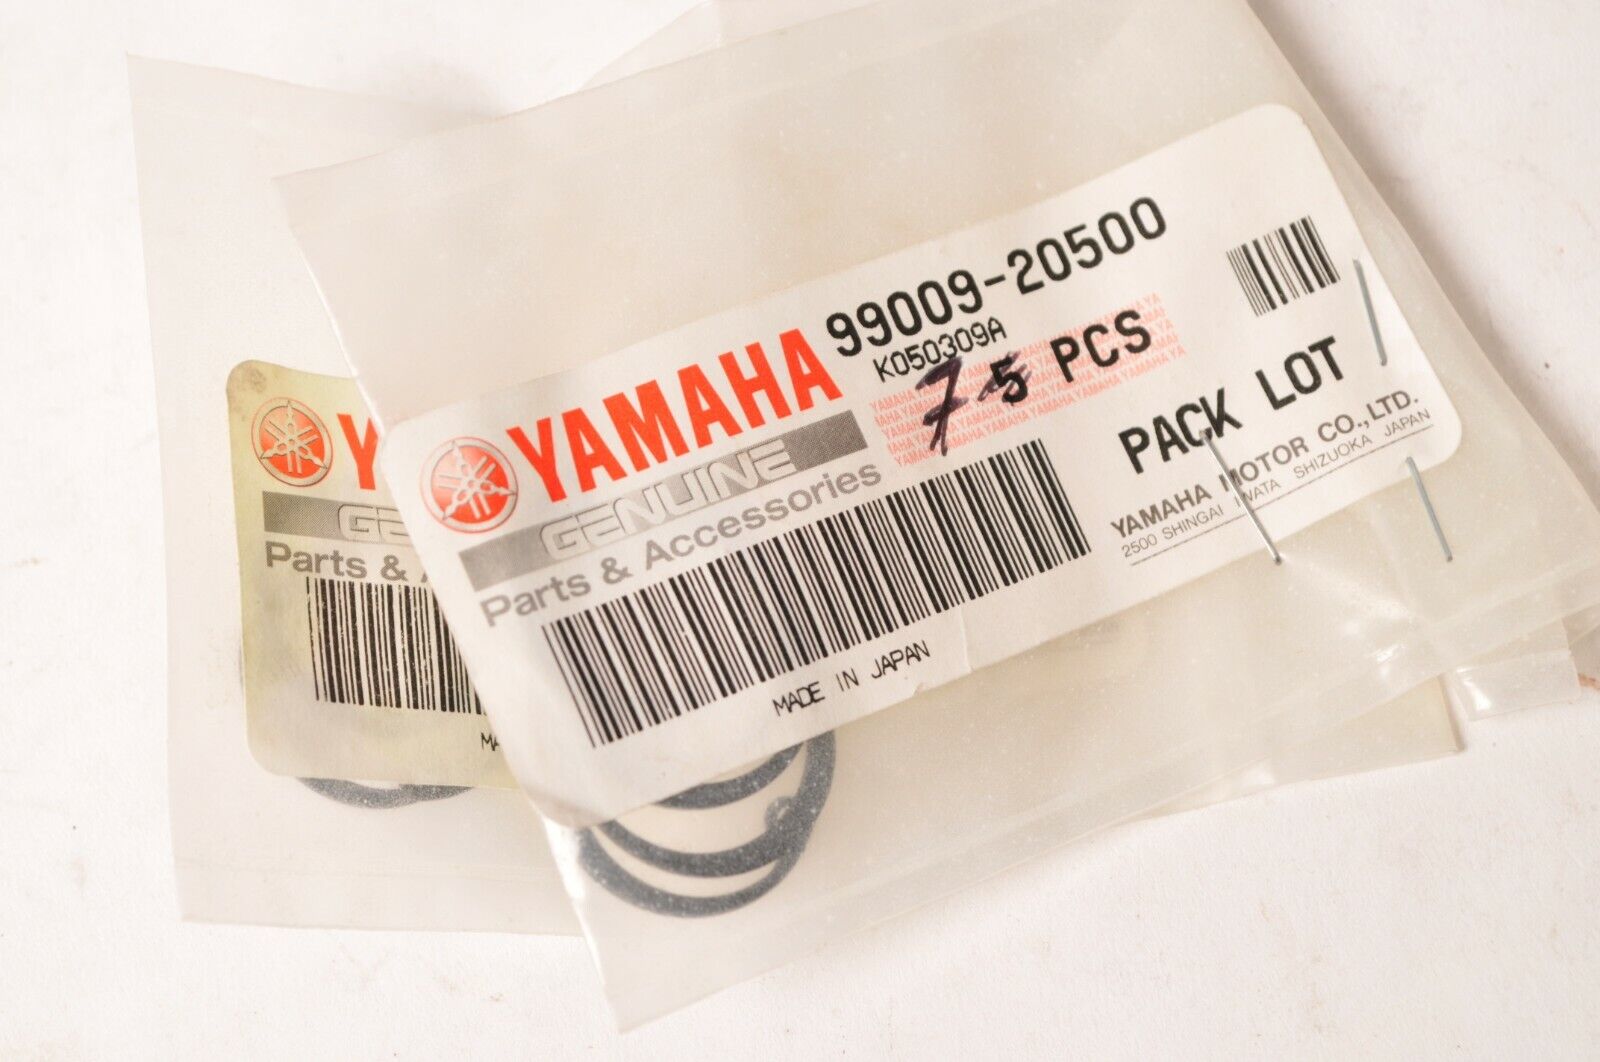 YAMAHA
99009-20500
K050309A
7 5 PCS
PACK LOT
GENUINE
Parts & Accessories
YAMAHA MOTOR CO.,LTD.
2500 SHINGAI IWATA SHIZUOKA JAPAN
MADE IN JAPAN
Y
GE
Parts &